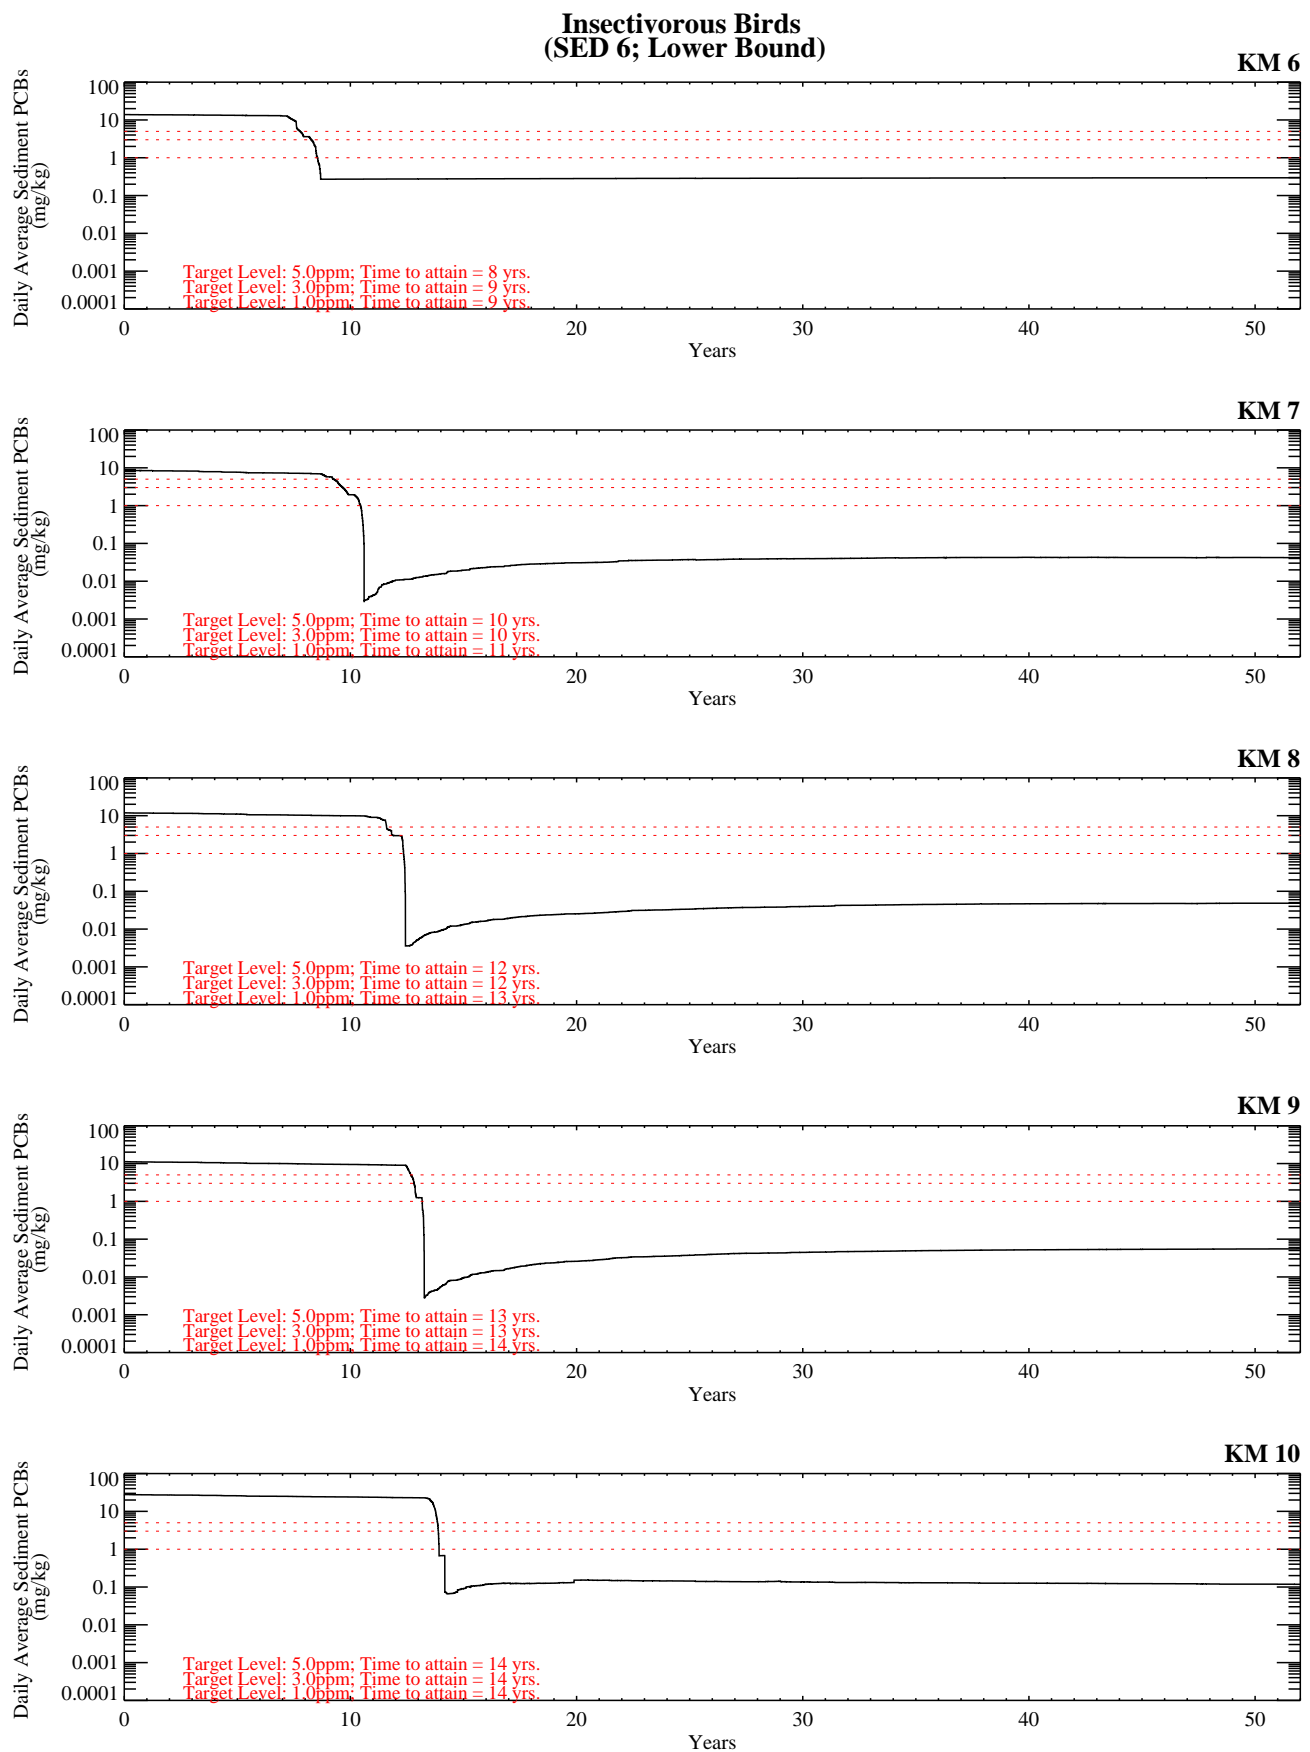 Insectivorous Birds
(SED 6; Lower Bound)
KM 6
Daily Average Sediment PCBs
(mg/kg)
100
10
1
0.1
0.01
0.001
0.0001
Target Level: 5.0ppm; Time to attain = 8 yrs.
Target Level: 3.0ppm; Time to attain = 9 yrs.
Target Level: 1.0ppm; Time to attain = 9 yrs.
0 10 20 30 40 50
Years
KM 7
Daily Average Sediment PCBs
(mg/kg)
100
10
1
0.1
0.01
0.001
0.0001
Target Level: 5.0ppm; Time to attain = 10 yrs.
Target Level: 3.0ppm; Time to attain = 10 yrs.
Target Level: 1.0ppm; Time to attain = 11 yrs.
0 10 20 30 40 50
Years
KM 8
Daily Average Sediment PCBs
(mg/kg)
100
10
1
0.1
0.01
0.001
0.0001
Target Level: 5.0ppm; Time to attain = 12 yrs.
Target Level: 3.0ppm; Time to attain = 12 yrs.
Target Level: 1.0ppm; Time to attain = 13 yrs.
0 10 20 30 40 50
Years
KM 9
Daily Average Sediment PCBs
(mg/kg)
100
10
1
0.1
0.01
0.001
0.0001
Target Level: 5.0ppm; Time to attain = 13 yrs.
Target Level: 3.0ppm; Time to attain = 13 yrs.
Target Level: 1.0ppm; Time to attain = 14 yrs.
0 10 20 30 40 50
Years
KM 10
Daily Average Sediment PCBs
(mg/kg)
100
10
1
0.1
0.01
0.001
0.0001
Target Level: 5.0ppm; Time to attain = 14 yrs.
Target Level: 3.0ppm; Time to attain = 14 yrs.
Target Level: 1.0ppm; Time to attain = 14 yrs.
0 10 20 30 40 50
Years